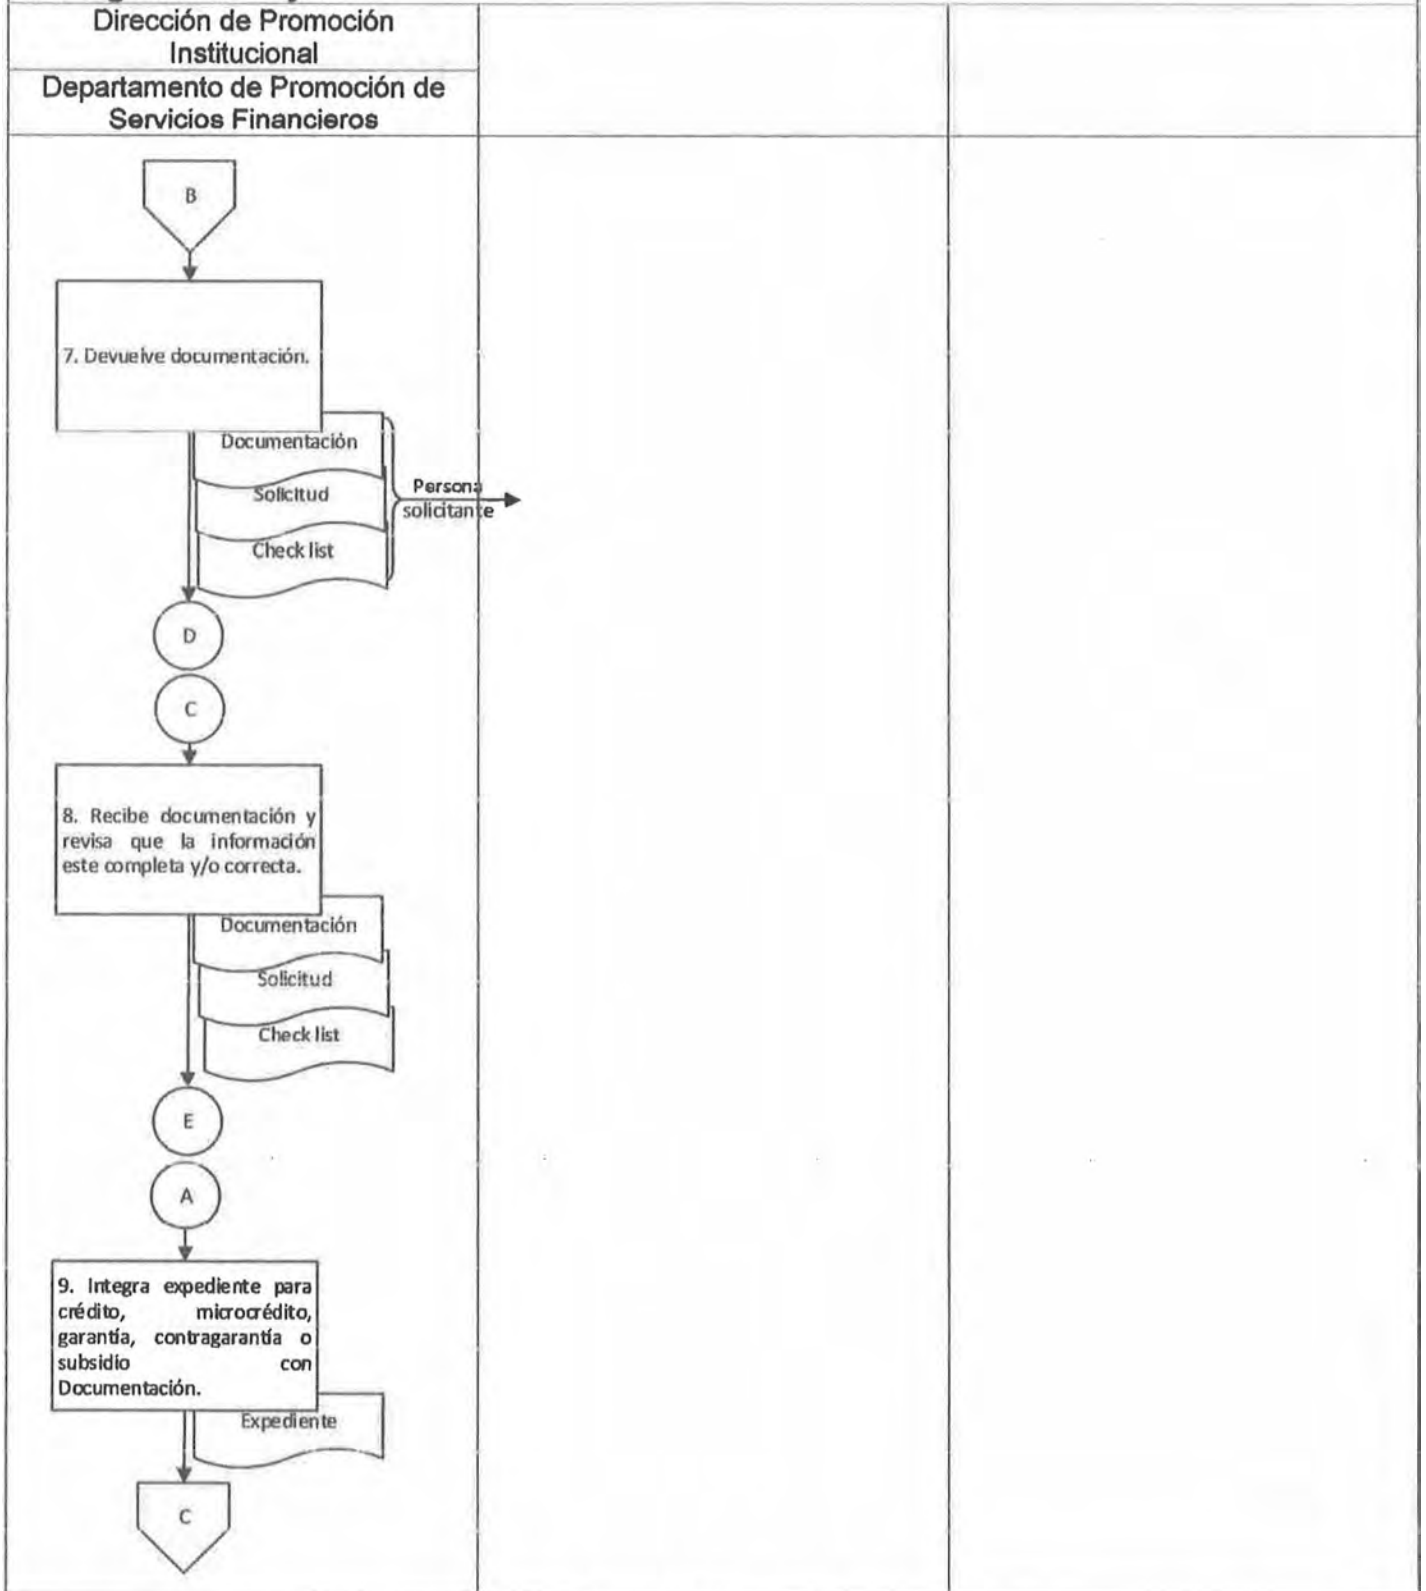 Dirección de Promoción
Institucional
Departamento de Promoción de
Servicios Financieros
B
7. Devuelve documentación.
Documentación
Solicitud
Check list
Persona
solicitante
D
C
8. Recibe documentación y
revisa que la información
este completa y/o correcta.
Documentación
Solicitud
Check list
E
A
9. Integra expediente para
crédito, microcrédito,
garantía, contragarantía o
subsidio con
Documentación.
Expediente
C